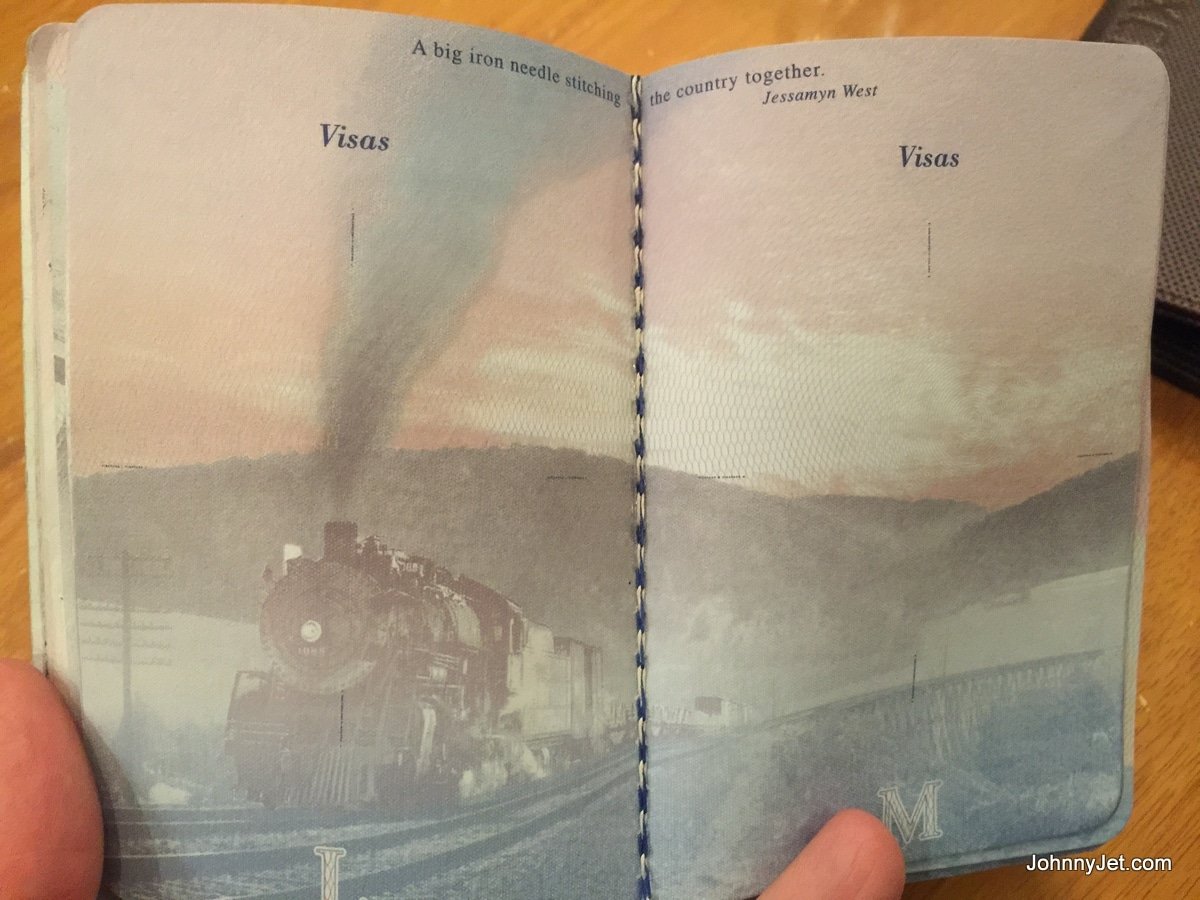 A big iron needle stitching the country together.
Jessamyn West
Visas
Visas
M
JohnnyJet.com